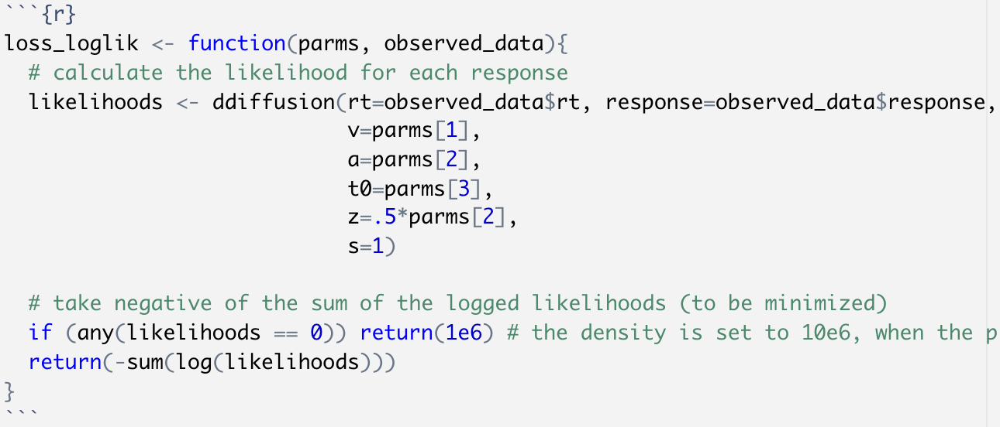 ```{r}
loss_loglik <- function(parms, observed_data){
  # calculate the likelihood for each response
  likelihoods <- ddiffusion(rt=observed_data$rt, response=observed_data$response,
                            v=parms[1],
                            a=parms[2],
                            t0=parms[3],
                            z=.5*parms[2],
                            s=1)

  # take negative of the sum of the logged likelihoods (to be minimized)
  if (any(likelihoods == 0)) return(1e6) # the density is set to 10e6, when the p
  return(-sum(log(likelihoods)))
}
```